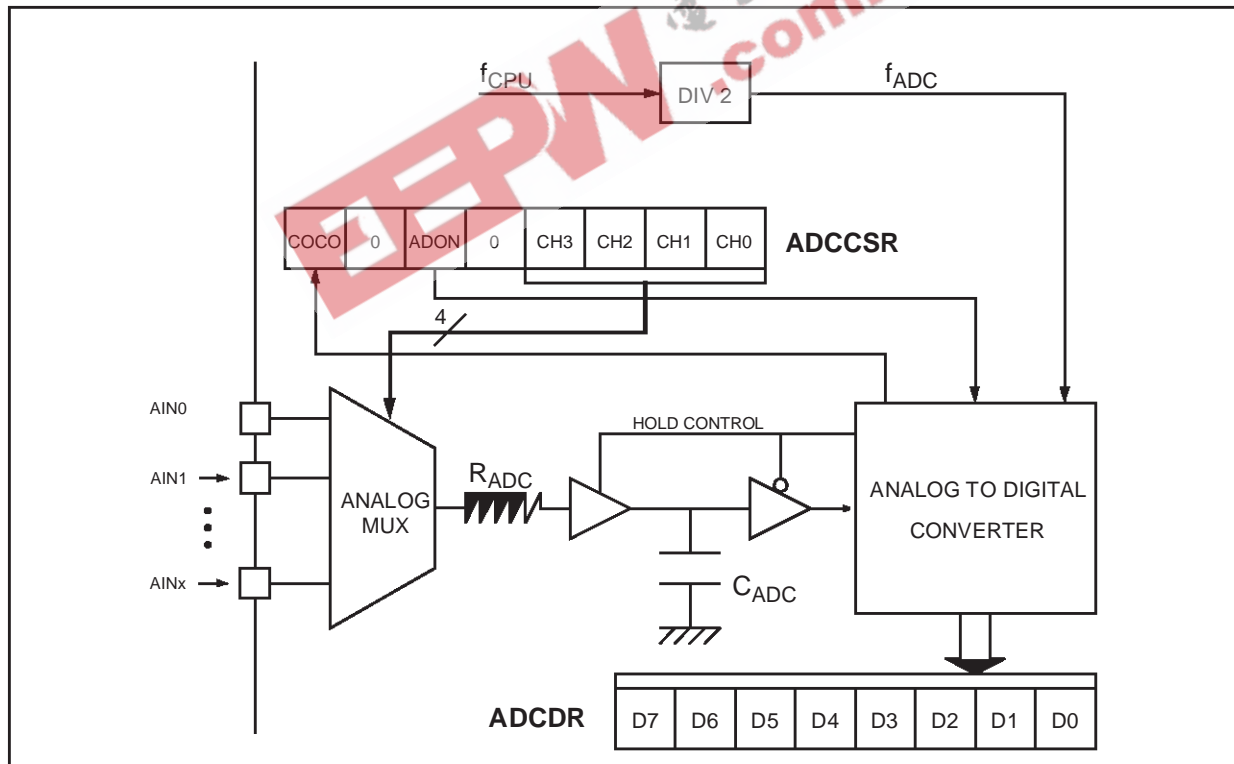 EEPW
.com
fCPU
DIV 2
fADC
COCO 0 ADON 0 CH3 CH2 CH1 CH0 ADCCSR
4
AIN0
HOLD CONTROL
AIN1
RADC
ANALOG MUX
ANALOG TO DIGITAL
CONVERTER
AINx
CADC
ADCDR D7 D6 D5 D4 D3 D2 D1 D0